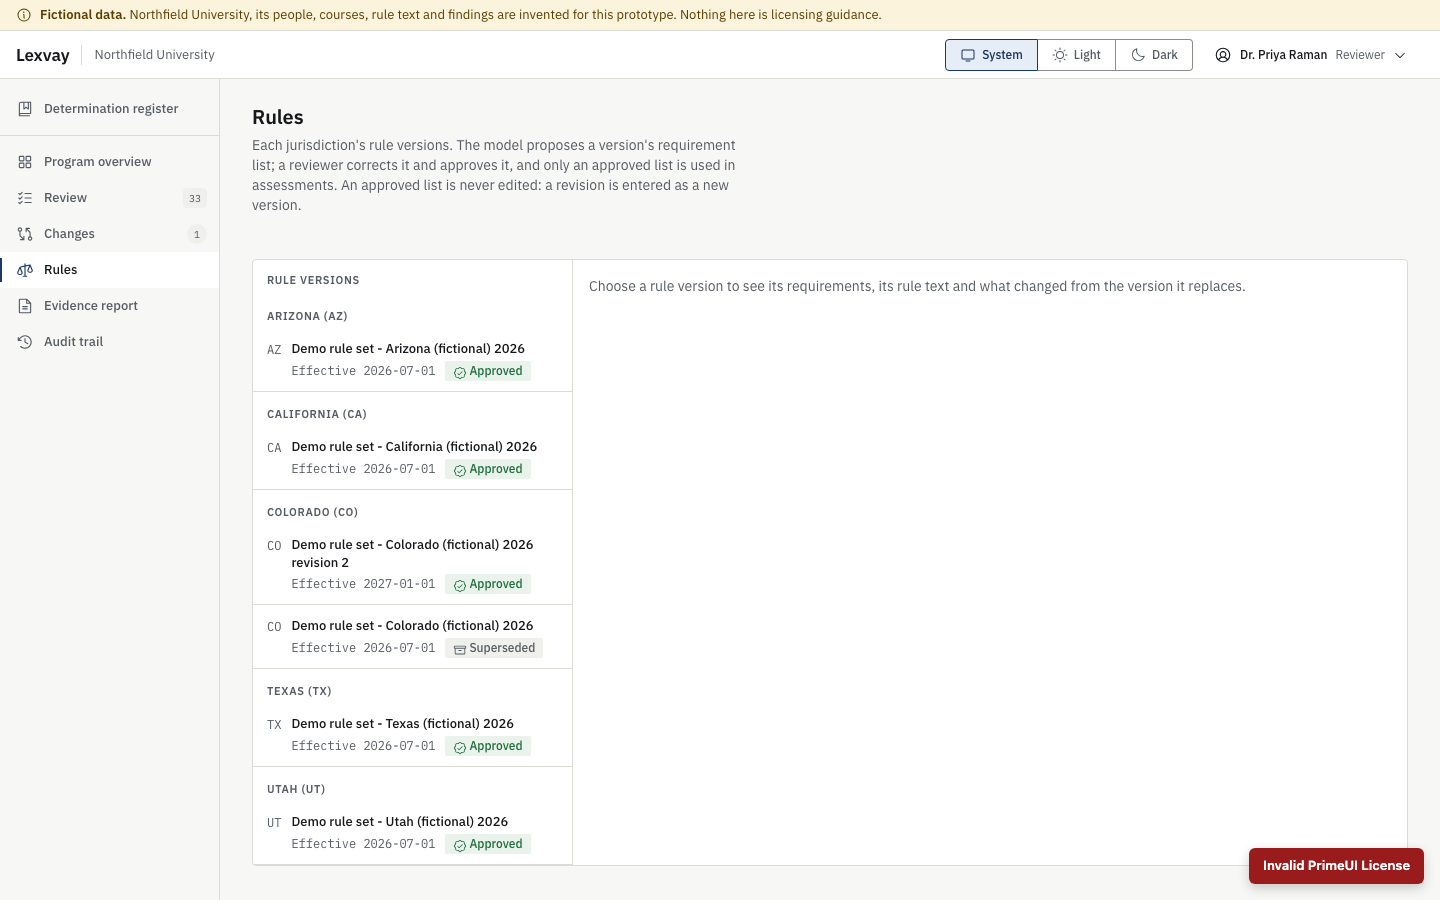 Fictional data. Northfield University, its people, courses, rule text and findings are invented for this prototype. Nothing here is licensing guidance.
Lexvay
Northfield University
System
Light
Dark
Dr. Priya Raman Reviewer
Determination register
Program overview
Review 33
Changes 1
Rules
Evidence report
Audit trail
Rules
Each jurisdiction's rule versions. The model proposes a version's requirement
list; a reviewer corrects it and approves it, and only an approved list is used in
assessments. An approved list is never edited: a revision is entered as a new
version.
RULE VERSIONS
ARIZONA (AZ)
AZ Demo rule set - Arizona (fictional) 2026
Effective 2026-07-01 Approved
CALIFORNIA (CA)
CA Demo rule set - California (fictional) 2026
Effective 2026-07-01 Approved
COLORADO (CO)
CO Demo rule set - Colorado (fictional) 2026
revision 2
Effective 2027-01-01 Approved
CO Demo rule set - Colorado (fictional) 2026
Effective 2026-07-01 Superseded
TEXAS (TX)
TX Demo rule set - Texas (fictional) 2026
Effective 2026-07-01 Approved
UTAH (UT)
UT Demo rule set - Utah (fictional) 2026
Effective 2026-07-01 Approved
Choose a rule version to see its requirements, its rule text and what changed from the version it replaces.
Invalid PrimeUI License